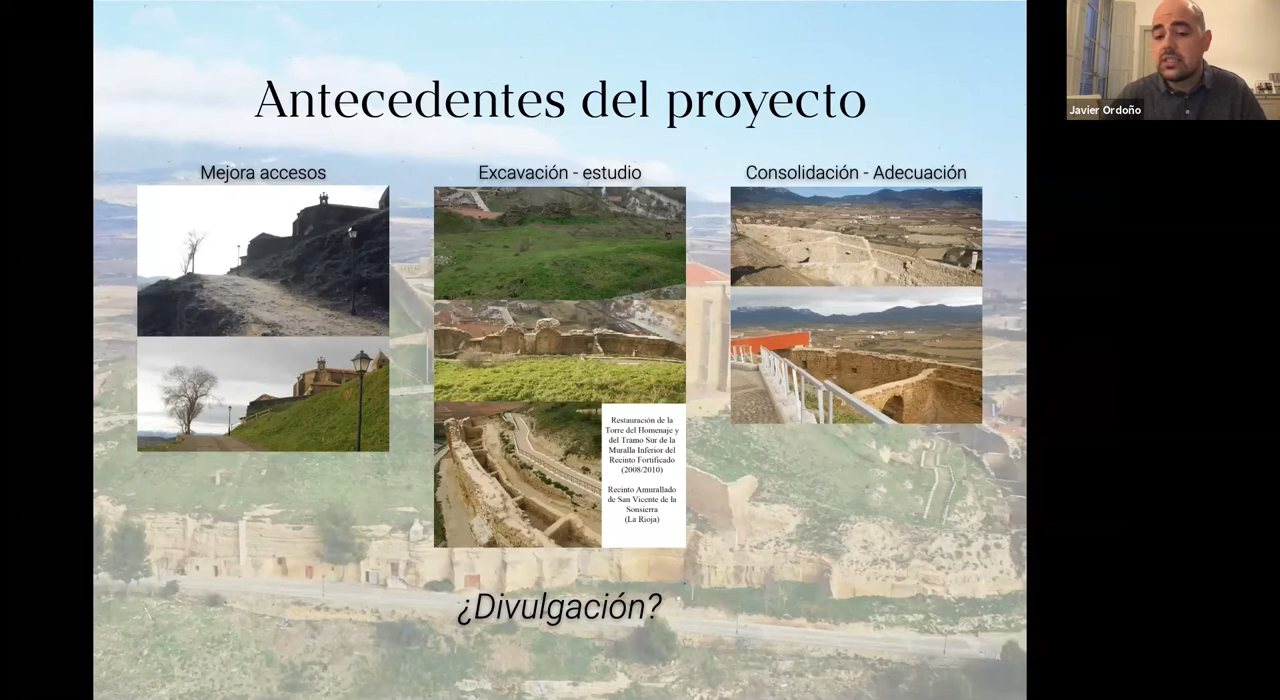 Antecedentes del proyecto
Mejora accesos
Excavación - estudio
Consolidación - Adecuación
Restauración de la
Torre del Homenaje y
del Tramo Sur de la
Muralla Inferior del
Recinto Fortificado
(2008/2010)
Recinto Amurallado
de San Vicente de la
Sonsierra
(La Rioja)
¿Divulgación?
Javier Ordoño